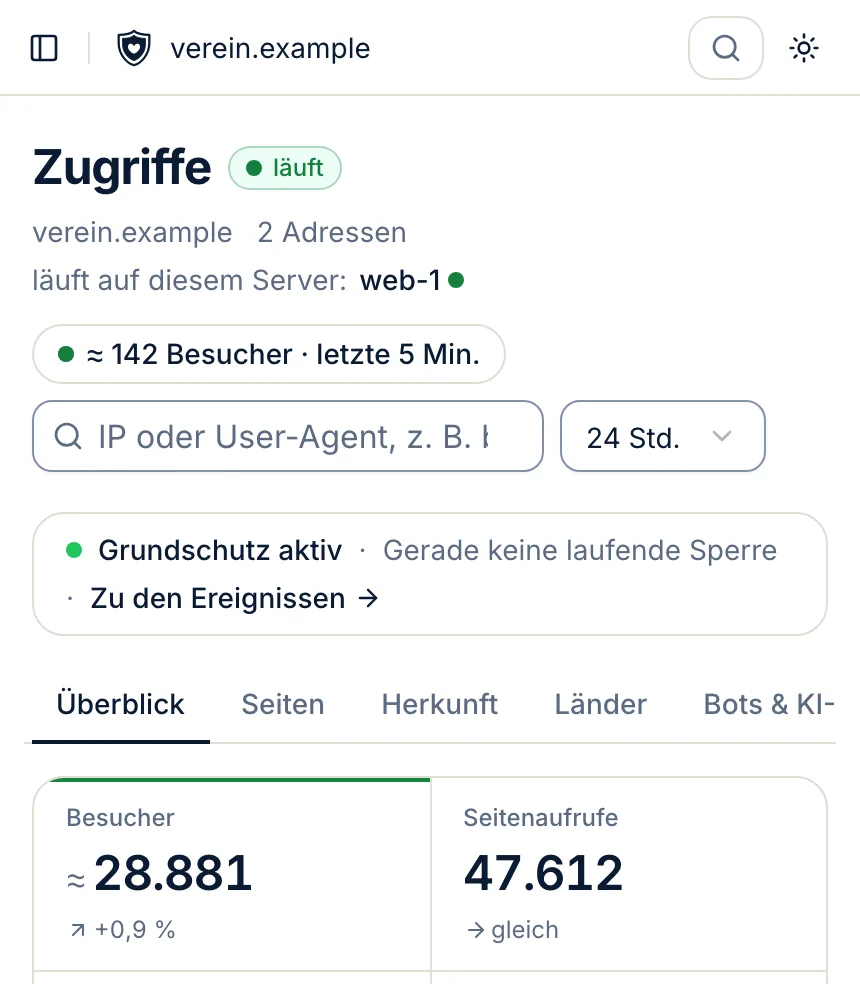 verein.example
Zugriffe läuft
verein.example 2 Adressen
läuft auf diesem Server: web-1
≈ 142 Besucher · letzte 5 Min.
IP oder User-Agent, z. B. 24 Std.
Grundschutz aktiv · Gerade keine laufende Sperre
· Zu den Ereignissen →
Überblick Seiten Herkunft Länder Bots & KI-
Besucher Seitenaufrufe
≈ 28.881 47.612
↗ +0,9 % → gleich